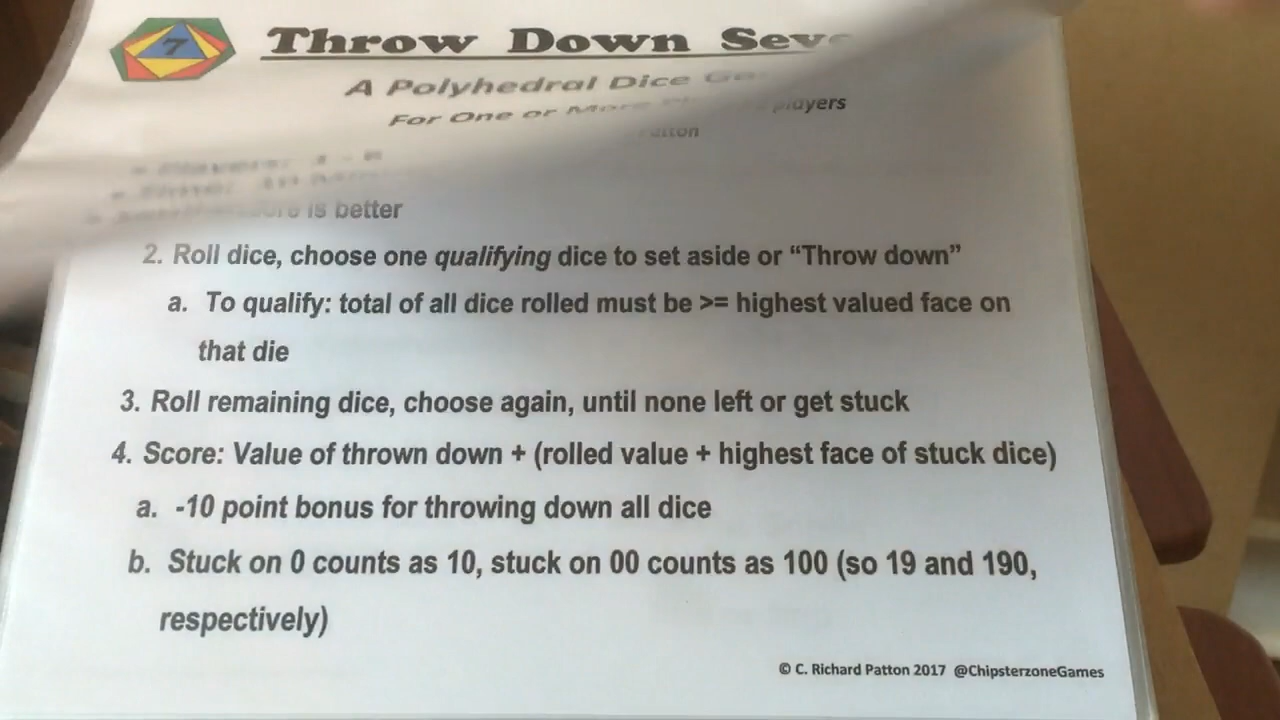 7
Throw Down
A Polyhedral Dice
For One or More players
is better
2. Roll dice, choose one qualifying dice to set aside or “Throw down”
a. To qualify: total of all dice rolled must be >= highest valued face on
that die
3. Roll remaining dice, choose again, until none left or get stuck
4. Score: Value of thrown down + (rolled value + highest face of stuck dice)
a. -10 point bonus for throwing down all dice
b. Stuck on 0 counts as 10, stuck on 00 counts as 100 (so 19 and 190,
respectively)
© C. Richard Patton 2017 @ChipsterzoneGames